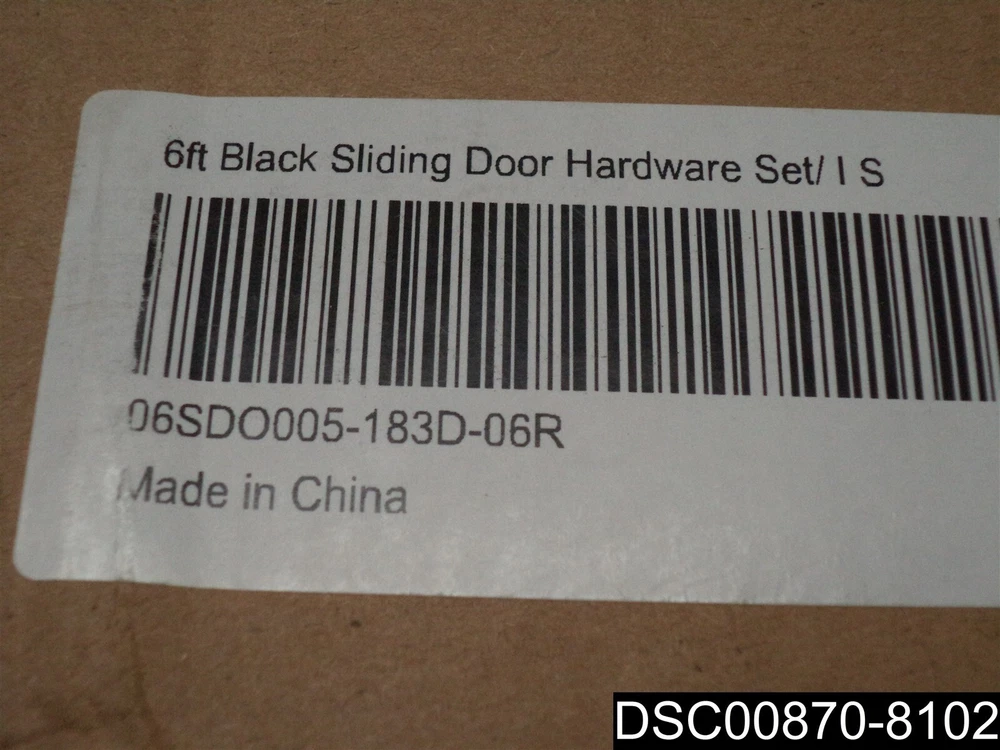 6ft Black Sliding Door Hardware Set/ I S
06SDO005-183D-06R
Made in China
DSC00870-8102